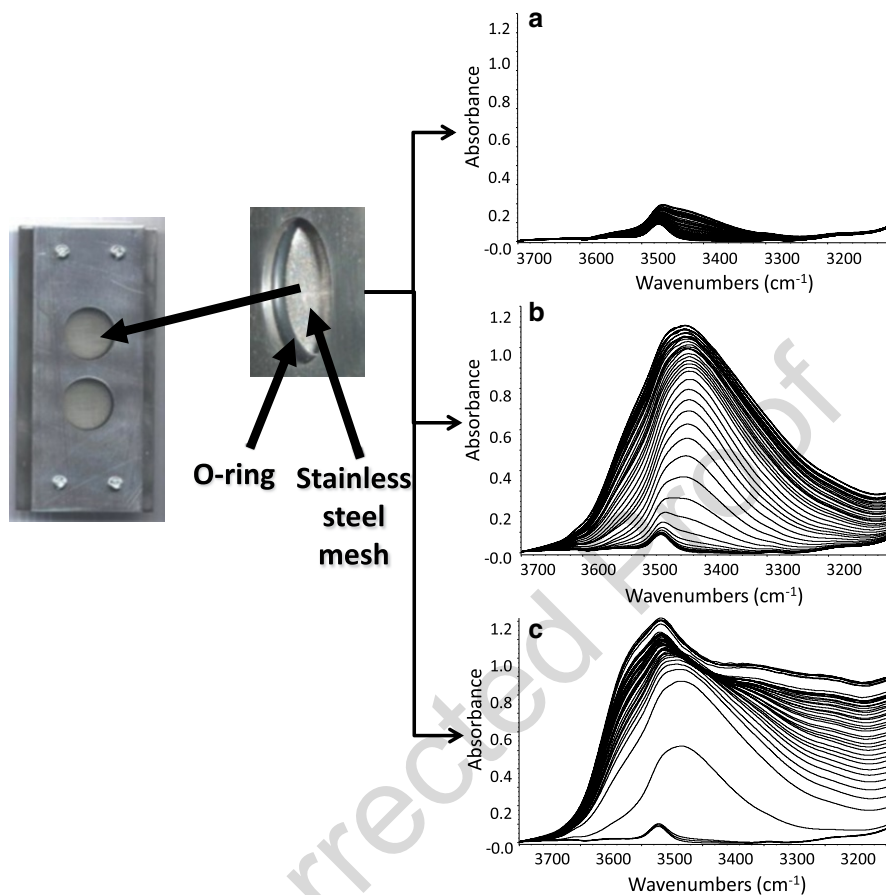 a
1.2
1.0
0.8
0.6
0.4
0.2
-0.0
Absorbance
3700 3600 3500 3400 3300 3200
Wavenumbers (cm-1)
b
1.2
1.0
0.8
0.6
0.4
0.2
-0.0
Absorbance
3700 3600 3500 3400 3300 3200
Wavenumbers (cm-1)
c
1.2
1.0
0.8
0.6
0.4
0.2
-0.0
Absorbance
3700 3600 3500 3400 3300 3200
Wavenumbers (cm-1)
O-ring
Stainless
steel
mesh
rrected Proof